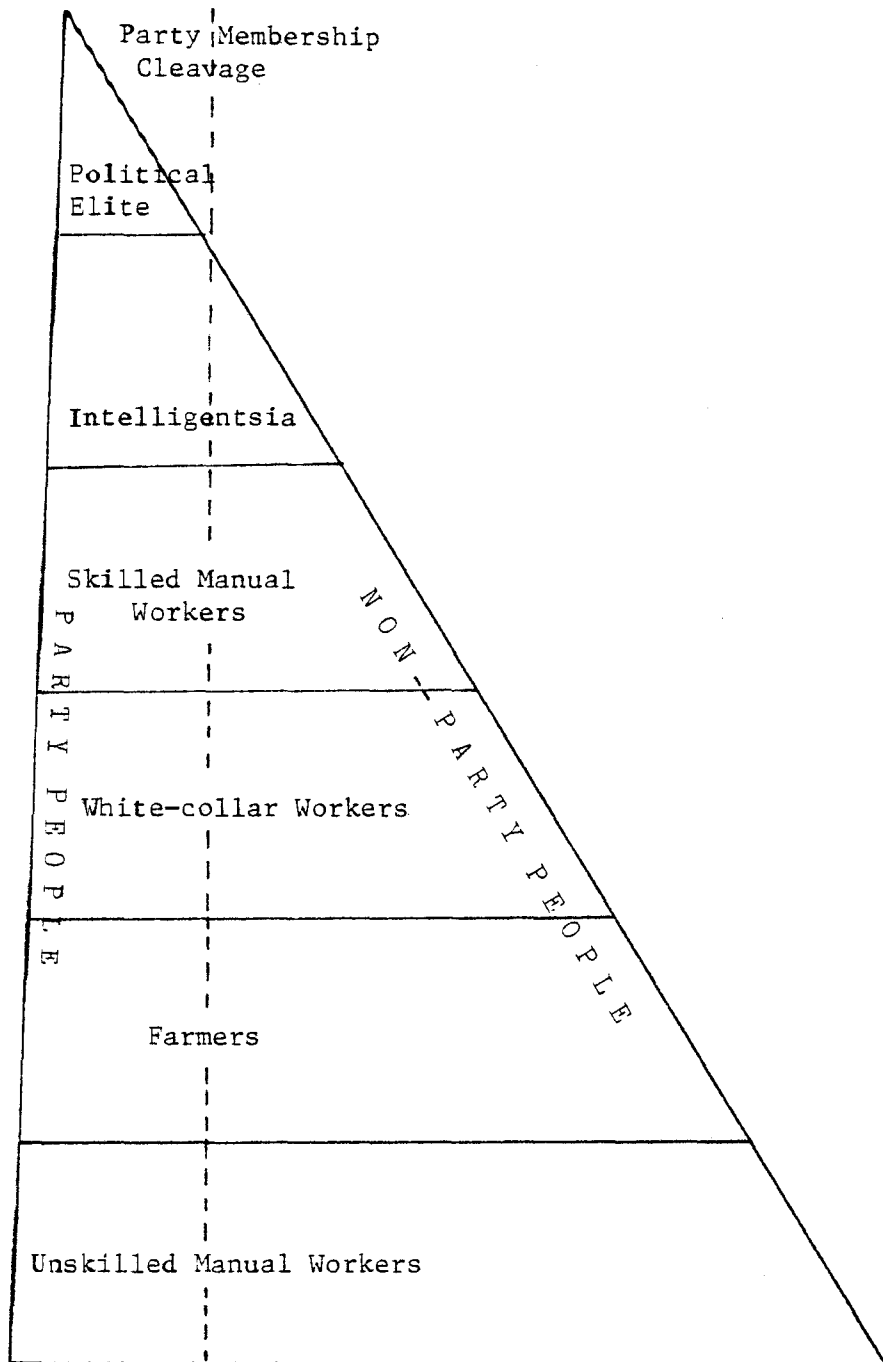 Party Membership
Cleavage
Political
Elite
Intelligentsia
Skilled Manual
Workers
PARTY PEOPLE
NON-PARTY PEOPLE
White-collar Workers
Farmers
Unskilled Manual Workers